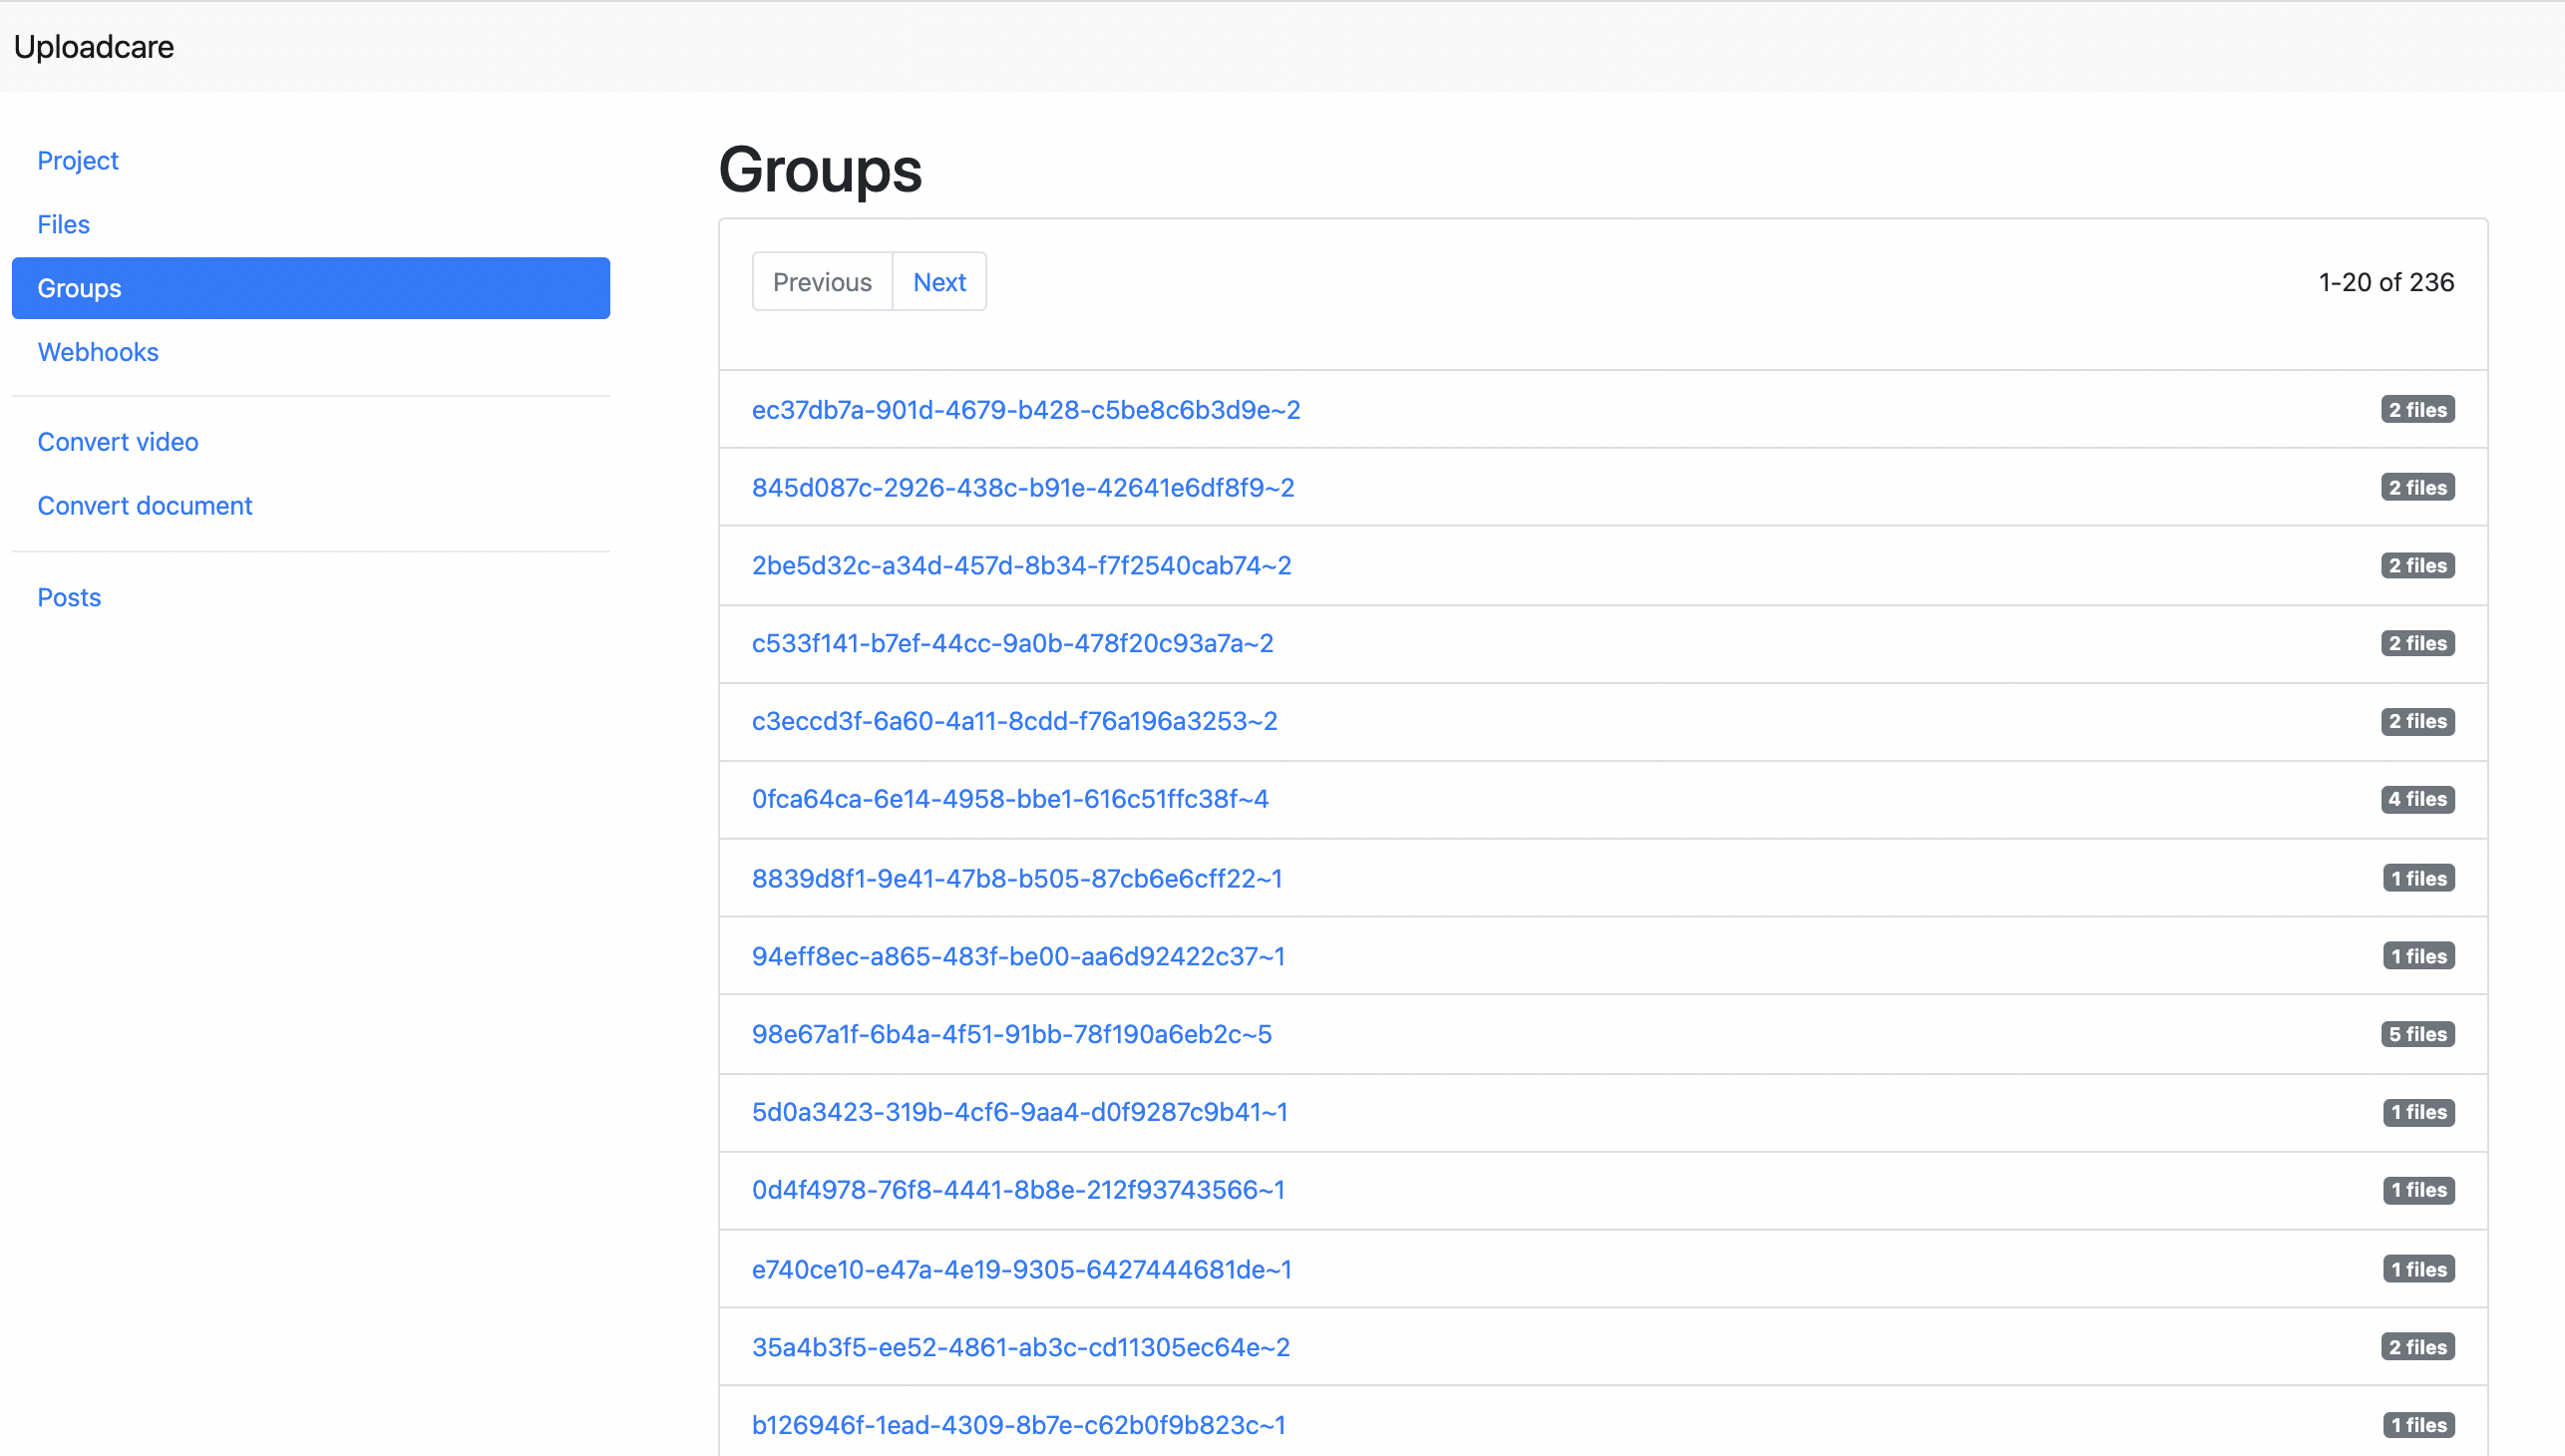 Uploadcare
Project
Files
Groups
Webhooks
Convert video
Convert document
Posts
Groups
Previous Next 1-20 of 236
ec37db7a-901d-4679-b428-c5be8c6b3d9e~2 2 files
845d087c-2926-438c-b91e-42641e6df8f9~2 2 files
2be5d32c-a34d-457d-8b34-f7f2540cab74~2 2 files
c533f141-b7ef-44cc-9a0b-478f20c93a7a~2 2 files
c3eccd3f-6a60-4a11-8cdd-f76a196a3253~2 2 files
0fca64ca-6e14-4958-bbe1-616c51ffc38f~4 4 files
8839d8f1-9e41-47b8-b505-87cb6e6cff22~1 1 files
94eff8ec-a865-483f-be00-aa6d92422c37~1 1 files
98e67a1f-6b4a-4f51-91bb-78f190a6eb2c~5 5 files
5d0a3423-319b-4cf6-9aa4-d0f9287c9b41~1 1 files
0d4f4978-76f8-4441-8b8e-212f93743566~1 1 files
e740ce10-e47a-4e19-9305-6427444681de~1 1 files
35a4b3f5-ee52-4861-ab3c-cd11305ec64e~2 2 files
b126946f-1ead-4309-8b7e-c62b0f9b823c~1 1 files